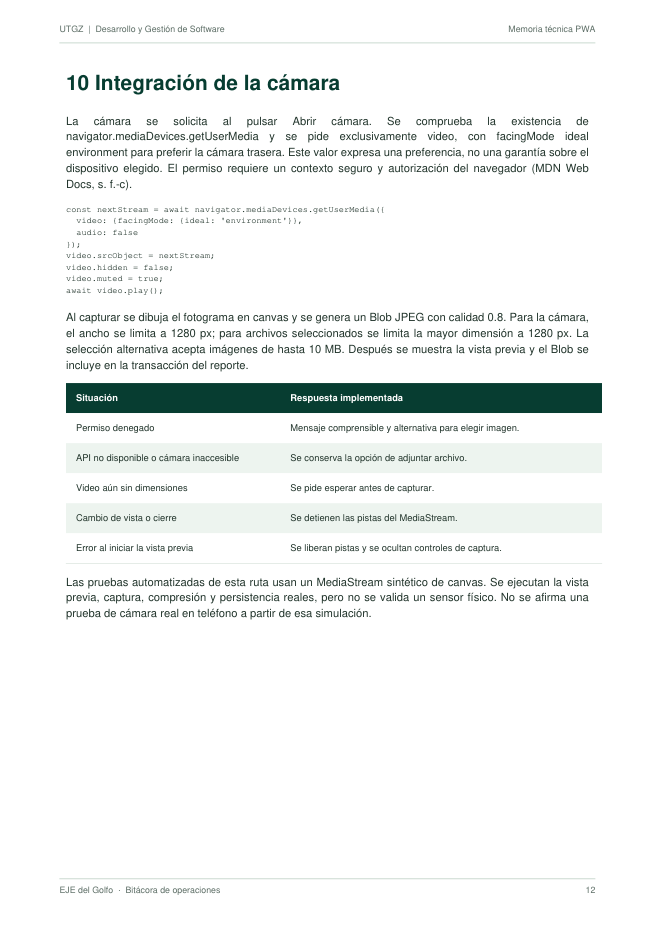 UTGZ | Desarrollo y Gestión de Software
Memoria técnica PWA
10 Integración de la cámara
La cámara se solicita al pulsar Abrir cámara. Se comprueba la existencia de
navigator.mediaDevices.getUserMedia y se pide exclusivamente video, con facingMode ideal
environment para preferir la cámara trasera. Este valor expresa una preferencia, no una garantía sobre el
dispositivo elegido. El permiso requiere un contexto seguro y autorización del navegador (MDN Web
Docs, s. f.-c).
const nextStream = await navigator.mediaDevices.getUserMedia({
  video: {facingMode: {ideal: 'environment'}},
  audio: false
});
video.srcObject = nextStream;
video.hidden = false;
video.muted = true;
await video.play();
Al capturar se dibuja el fotograma en canvas y se genera un Blob JPEG con calidad 0.8. Para la cámara,
el ancho se limita a 1280 px; para archivos seleccionados se limita la mayor dimensión a 1280 px. La
selección alternativa acepta imágenes de hasta 10 MB. Después se muestra la vista previa y el Blob se
incluye en la transacción del reporte.
Situación Respuesta implementada
Permiso denegado Mensaje comprensible y alternativa para elegir imagen.
API no disponible o cámara inaccesible Se conserva la opción de adjuntar archivo.
Video aún sin dimensiones Se pide esperar antes de capturar.
Cambio de vista o cierre Se detienen las pistas del MediaStream.
Error al iniciar la vista previa Se liberan pistas y se ocultan controles de captura.
Las pruebas automatizadas de esta ruta usan un MediaStream sintético de canvas. Se ejecutan la vista
previa, captura, compresión y persistencia reales, pero no se valida un sensor físico. No se afirma una
prueba de cámara real en teléfono a partir de esa simulación.
EJE del Golfo · Bitácora de operaciones
12